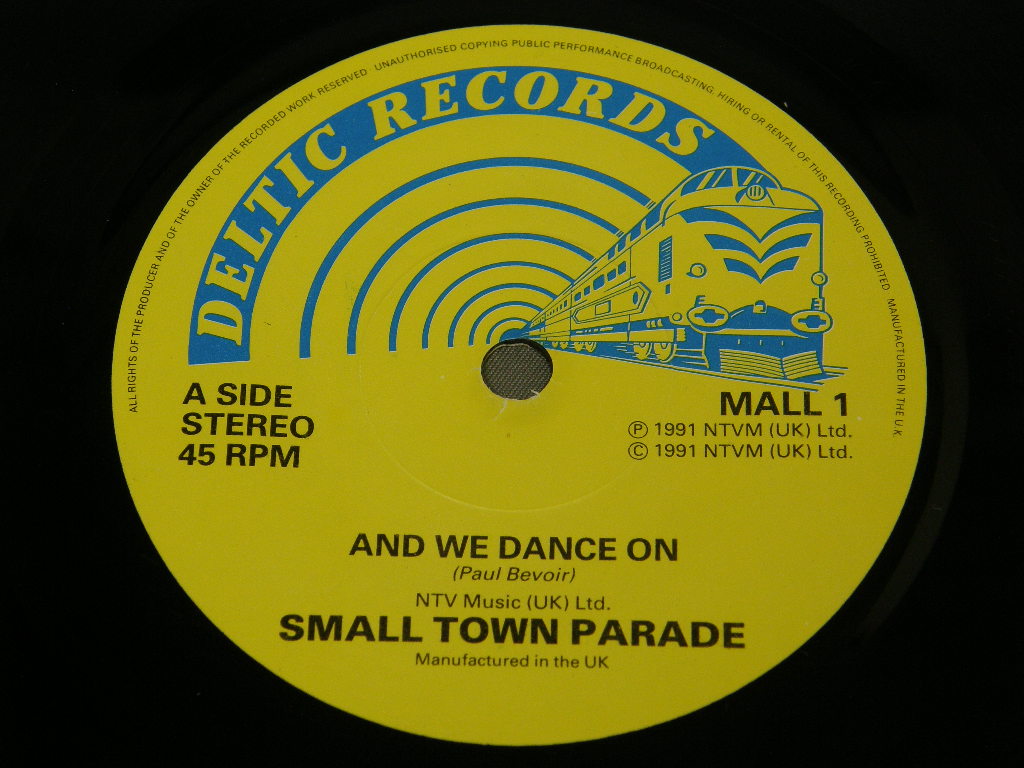 ALL RIGHTS OF THE PRODUCER AND OF THE OWNER OF THE RECORDED WORK RESERVED · UNAUTHORISED COPYING PUBLIC PERFORMANCE BROADCASTING, HIRING OR RENTAL OF THIS RECORDING PROHIBITED · MANUFACTURED IN THE U.K
DELTIC RECORDS
A SIDE
STEREO
45 RPM
MALL 1
Ⓟ 1991 NTVM (UK) Ltd.
© 1991 NTVM (UK) Ltd.
AND WE DANCE ON
(Paul Bevoir)
NTV Music (UK) Ltd.
SMALL TOWN PARADE
Manufactured in the UK